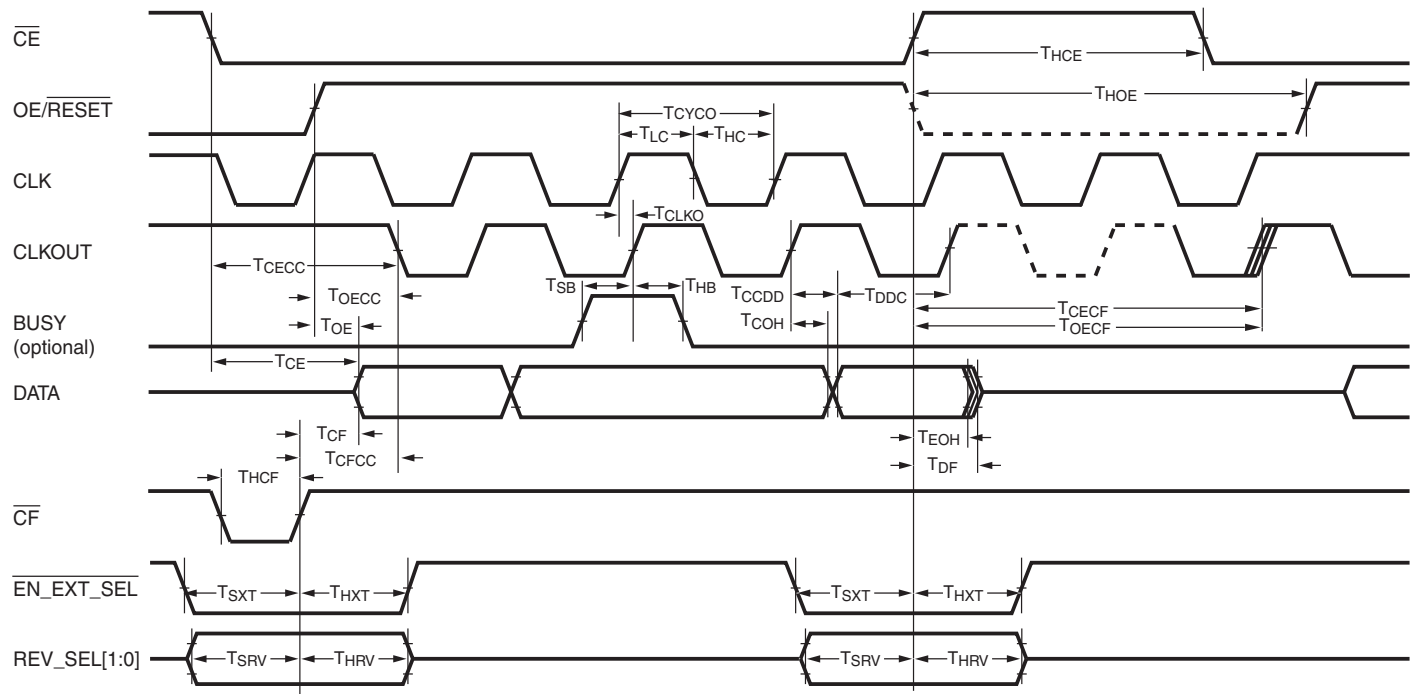 CE
THCE
OE/RESET
THOE
TCYCO
TLC
THC
CLK
TCLKO
CLKOUT
TCECC
TSB
THB
TCCDD
TDDC
TOECC
TCECF
TCOH
TOECF
TOE
BUSY
(optional)
TCE
DATA
TCF
TEOH
TCFCC
TDF
THCF
CF
EN_EXT_SEL
TSXT
THXT
TSXT
THXT
REV_SEL[1:0]
TSRV
THRV
TSRV
THRV